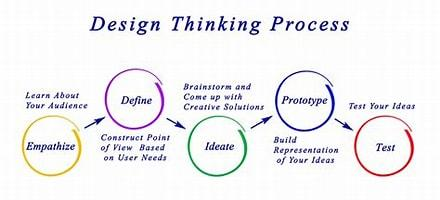 Design Thinking Process
Learn About
Your Audience
Empathize
Define
Construct Point
of View Based
on User Needs
Brainstorm and
Come up with
Creative Solutions
Ideate
Prototype
Build
Representation
of Your Ideas
Test Your Ideas
Test